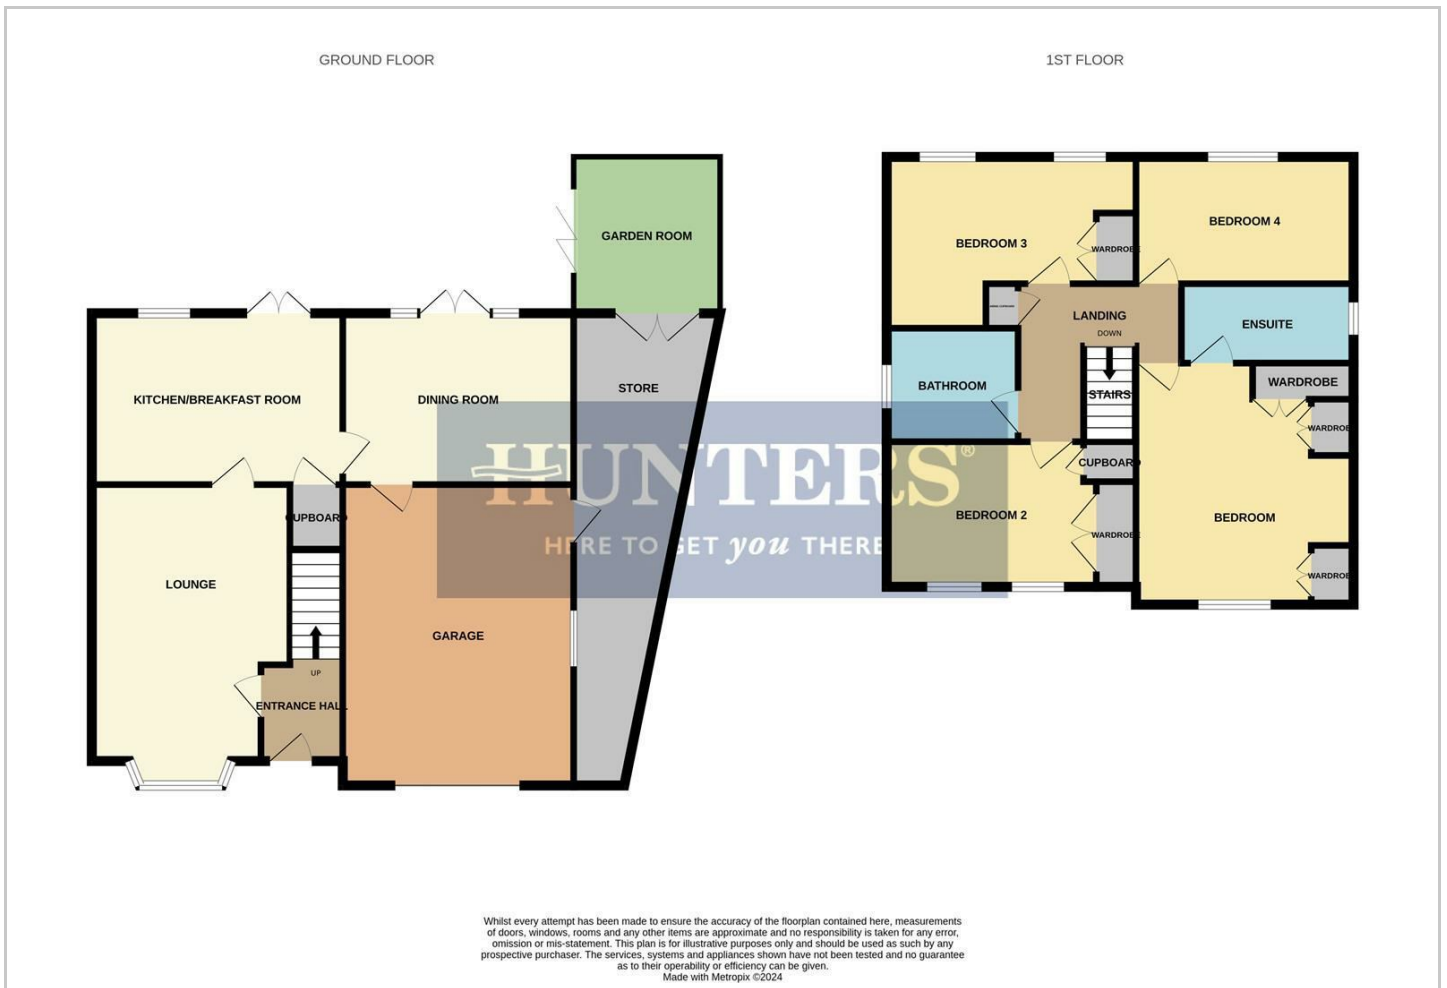 GROUND FLOOR
1ST FLOOR
GARDEN ROOM
KITCHEN/BREAKFAST ROOM
DINING ROOM
STORE
CUPBOARD
LOUNGE
GARAGE
UP
ENTRANCE HALL
BEDROOM 3
WARDROBE
BEDROOM 4
LANDING
DOWN
ENSUITE
BATHROOM
STAIRS
WARDROBE
WARDROBE
CUPBOARD
BEDROOM 2
WARDROBE
BEDROOM
WARDROBE
HUNTERS®
HERE TO GET you THERE
Whilst every attempt has been made to ensure the accuracy of the floorplan contained here, measurements
of doors, windows, rooms and any other items are approximate and no responsibility is taken for any error,
omission or mis-statement. This plan is for illustrative purposes only and should be used as such by any
prospective purchaser. The services, systems and appliances shown have not been tested and no guarantee
as to their operability or efficiency can be given.
Made with Metropix ©2024